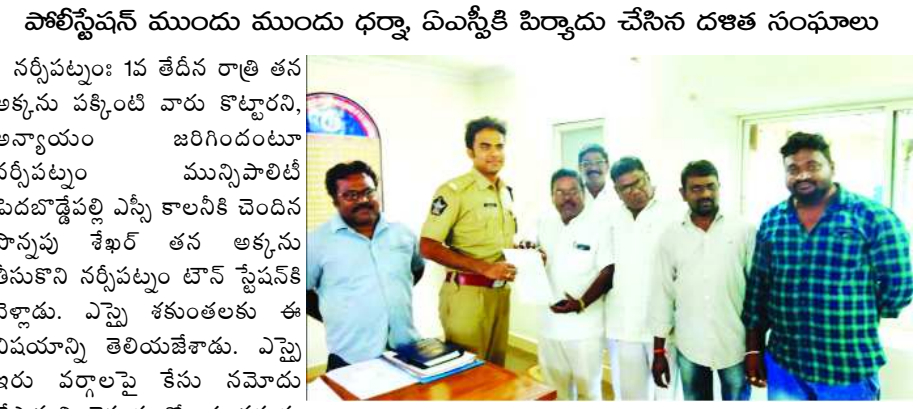 పోలీస్టేషన్ ముందు ముందు ధర్నా, ఏఎస్పీకి పిర్యాదు చేసిన దళిత సంఘాలు
నర్సీపట్నంః 1వ తేదీన రాత్రి తన
అక్కను పక్కింటి వారు కొట్టారని,
అన్యాయం జరిగిందంటూ
నర్సీపట్నం మున్సిపాలిటీ
పెదబొడ్డేపల్లి ఎస్సీ కాలనీకి చెందిన
పొన్నపు శేఖర్ తన అక్కను
తీసుకొని నర్సీపట్నం టౌన్ స్టేషన్‌కి
వెళ్లాడు. ఎస్సై శకుంతలకు ఈ
విషయాన్ని తెలియజేశాడు. ఎస్సై
ఇరు వర్గాలపై కేసు నమోదు